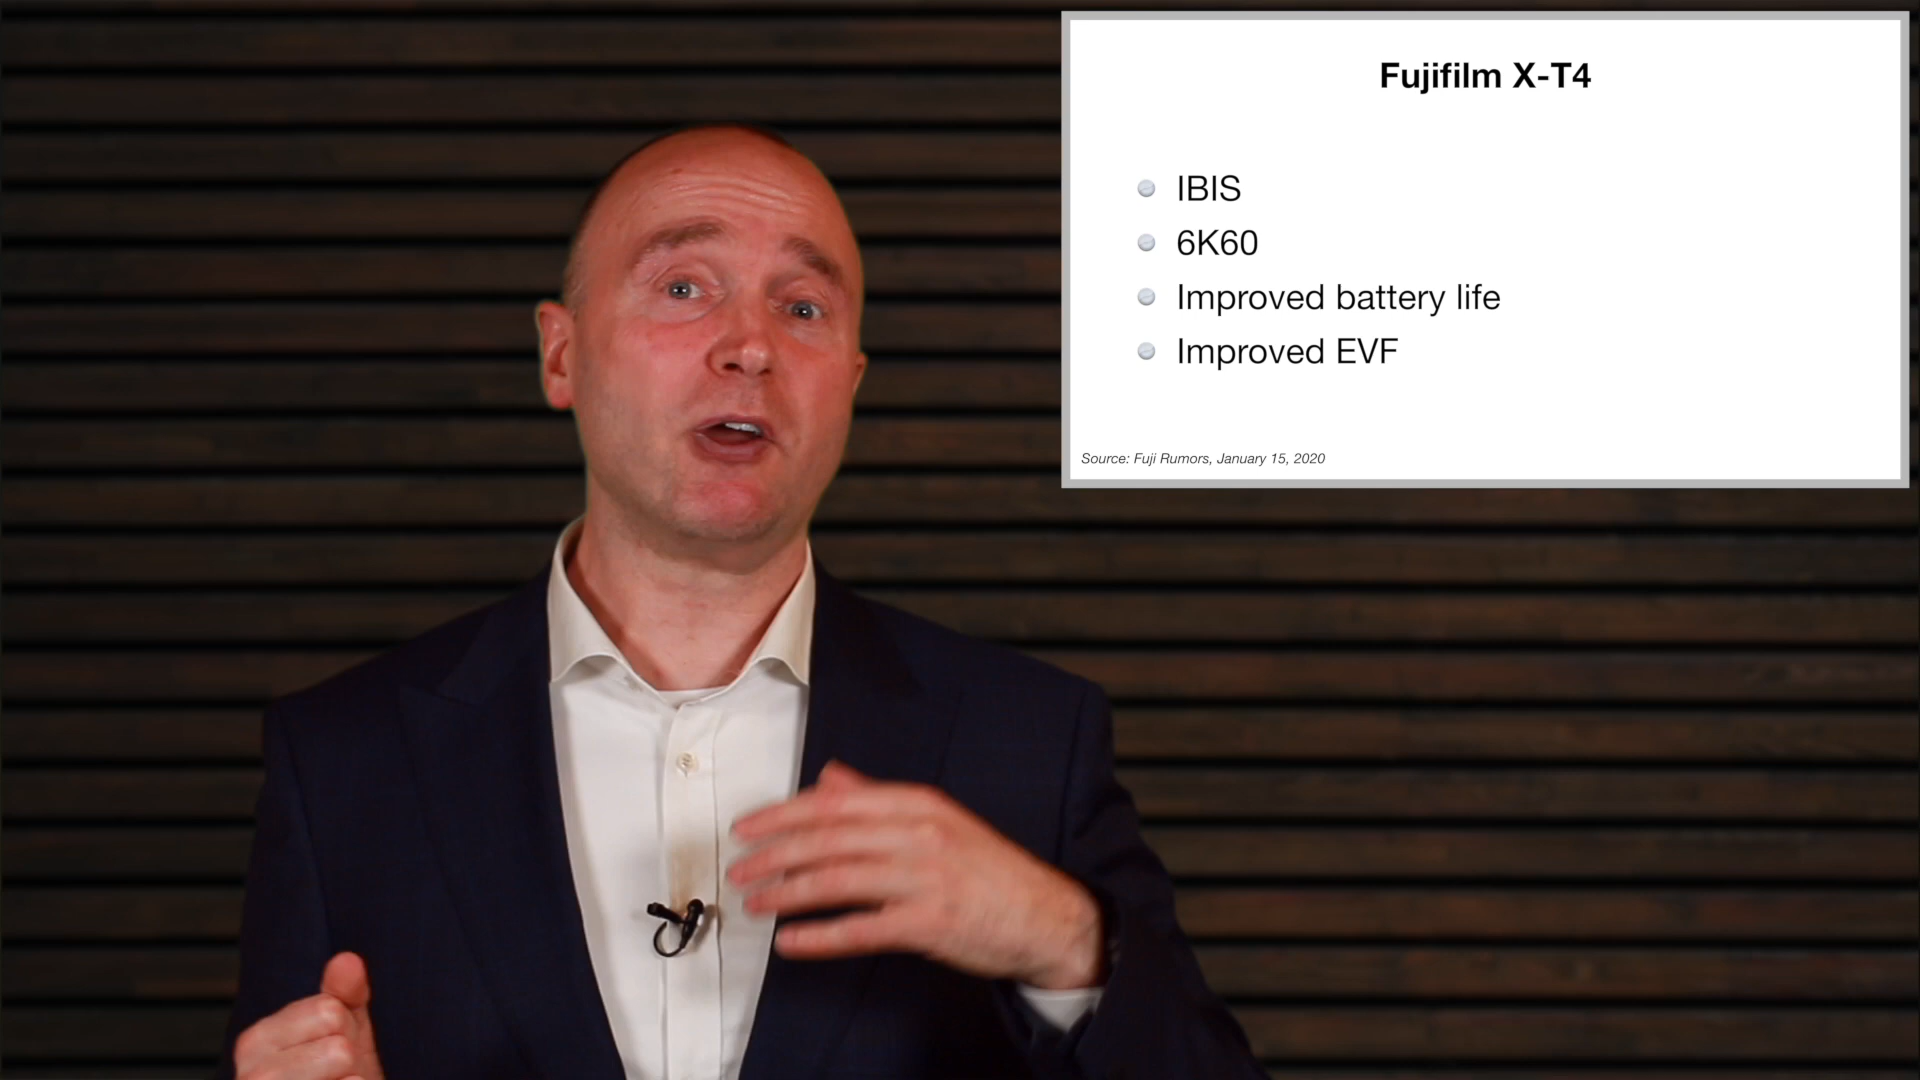 Fujifilm X-T4
IBIS
6K60
Improved battery life
Improved EVF
Source: Fuji Rumors, January 15, 2020